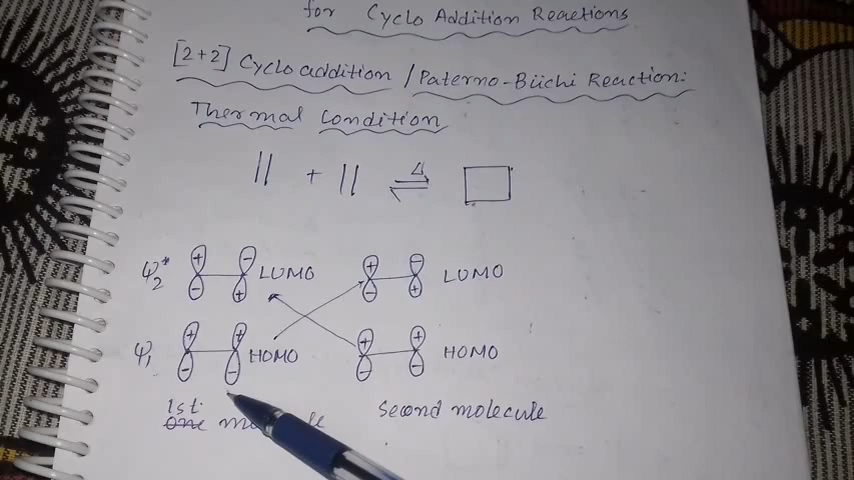 for Cyclo Addition Reactions
[2+2] Cyclo addition / Paterno-Büchi Reaction:
Thermal Condition
|| + || ⇌ Δ □
ψ2* + - LUMO + - LUMO
- + - +
ψ1 + + HOMO + + HOMO
- - - -
1st.
One second molecule